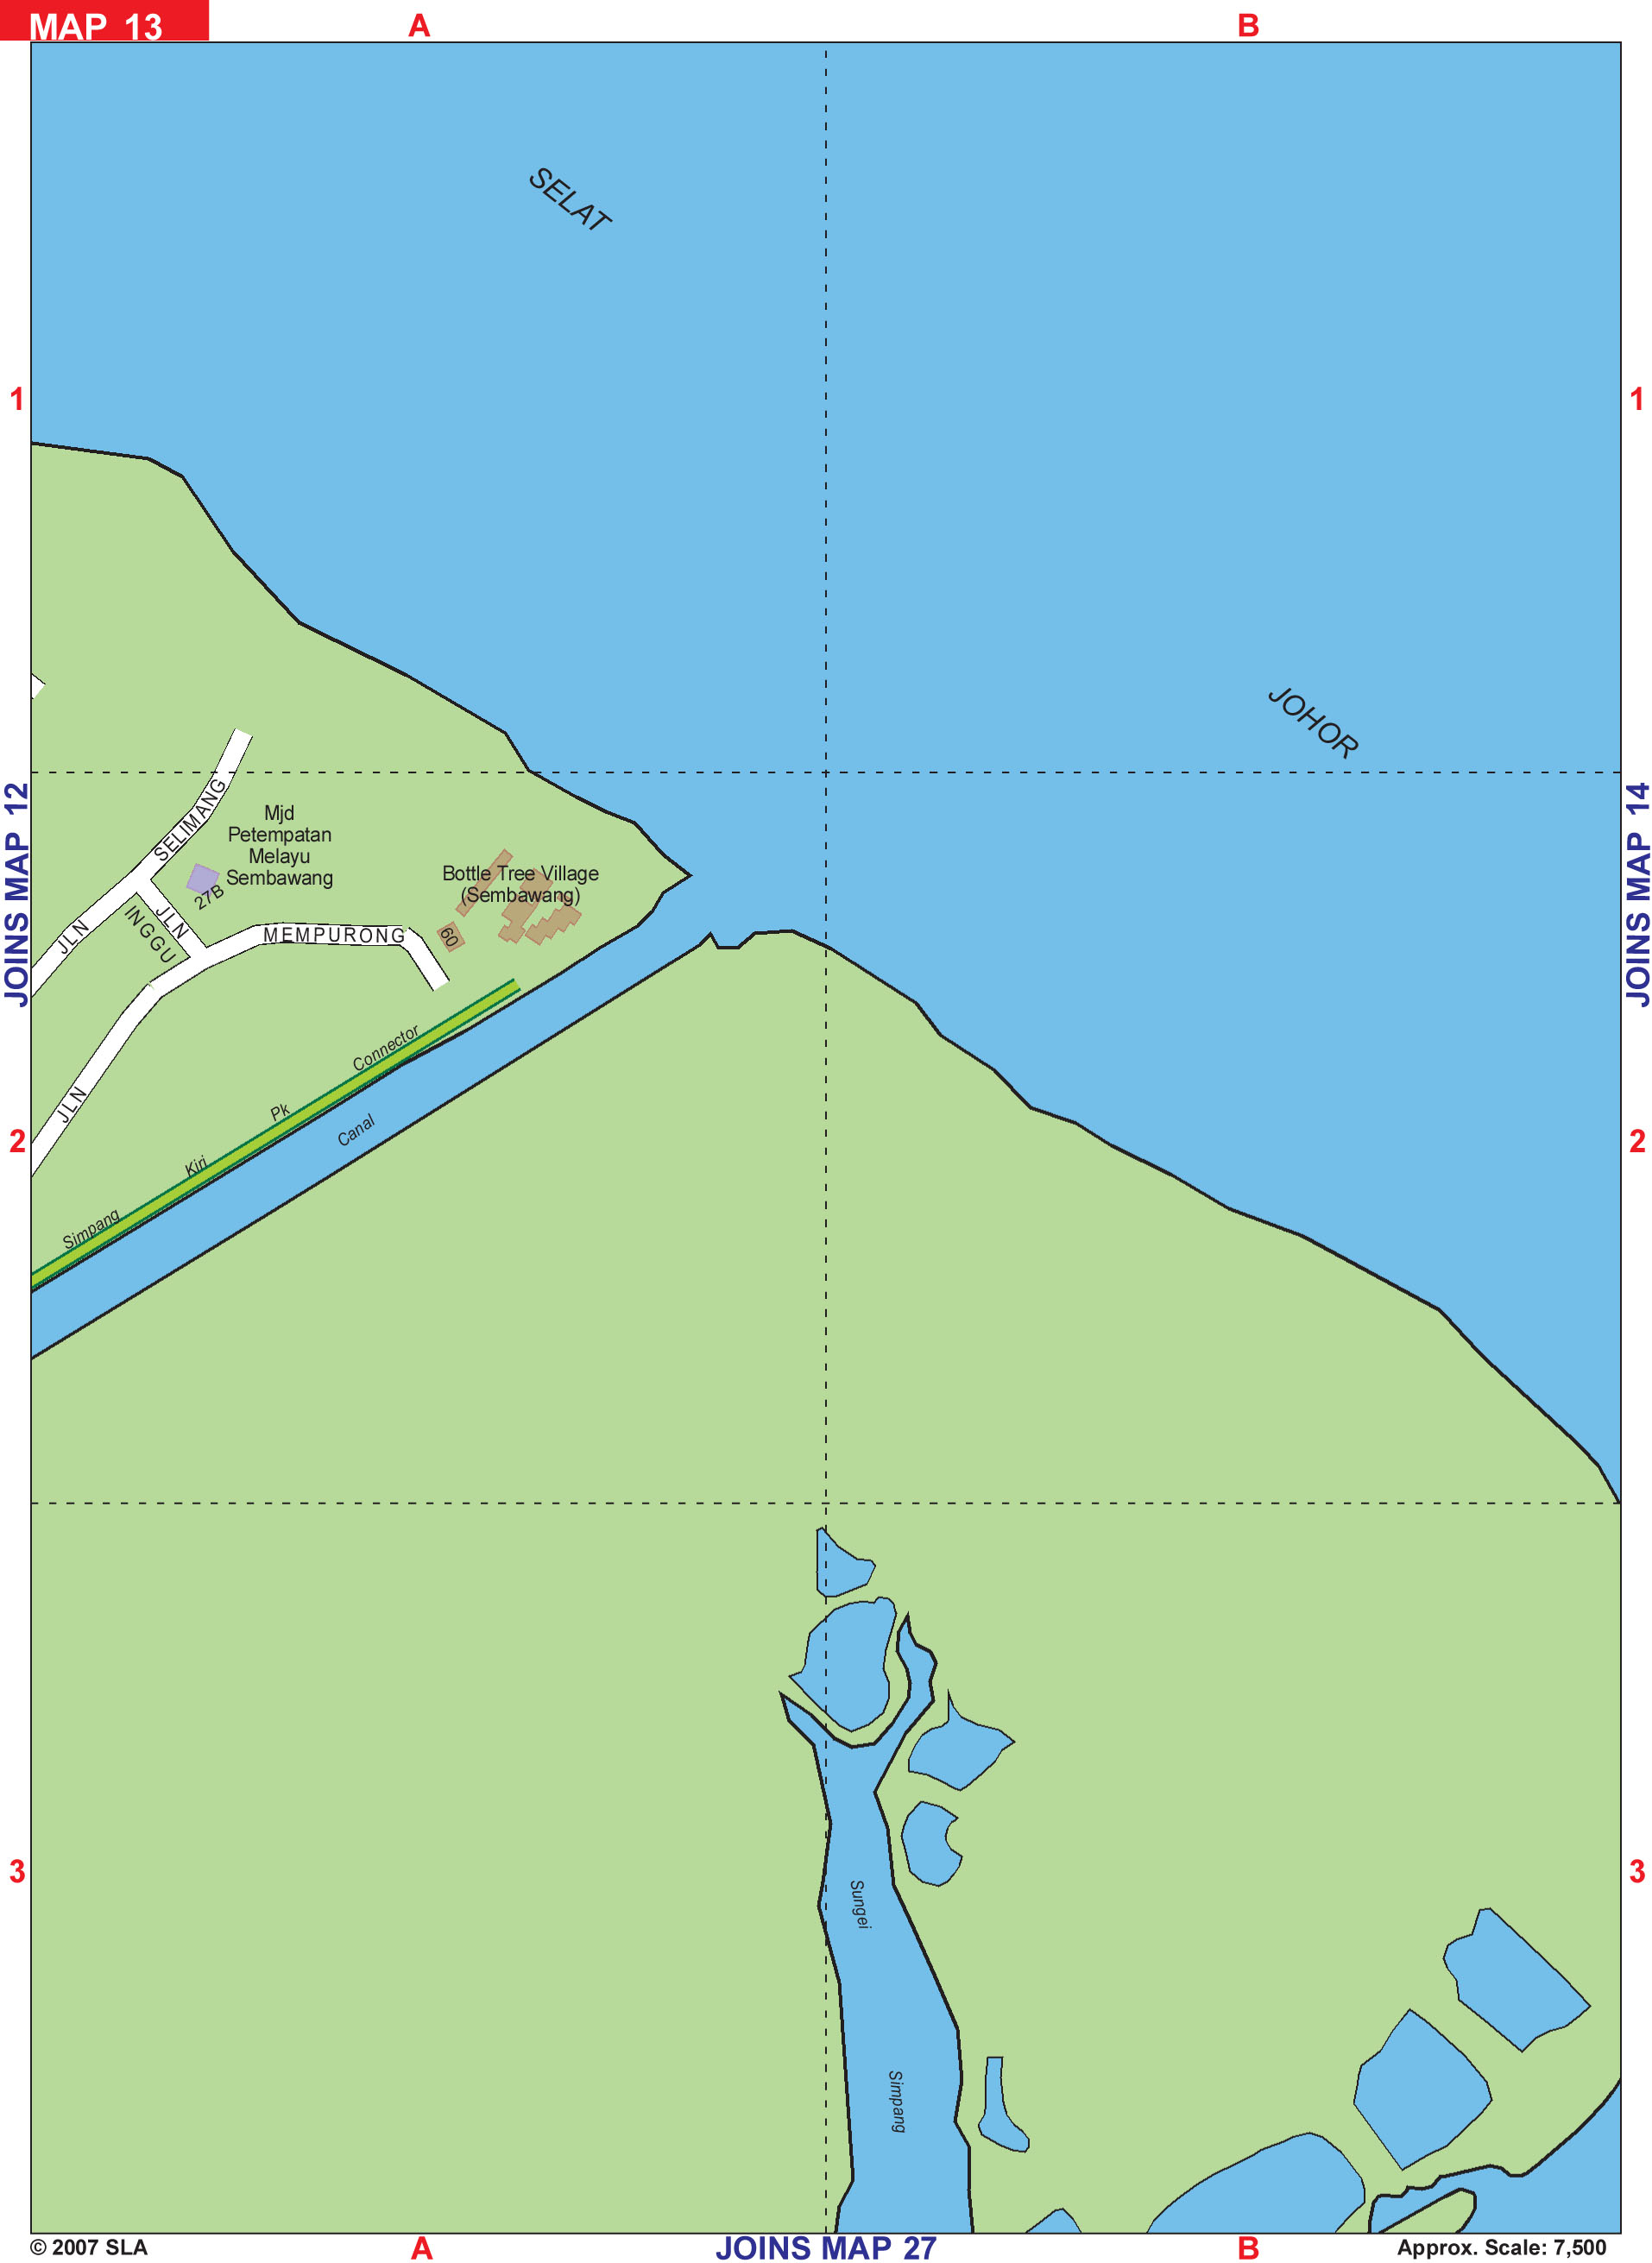 MAP 13
A
B
SELAT
1
1
JOHOR
JOINS MAP 12
JOINS MAP 14
SELIMANG
JLN
Mjd
Petempatan
Melayu
Sembawang
27B
Bottle Tree Village
(Sembawang)
60
JLN
INGGU
MEMPURONG
JLN
Connector
Pk
Kiri
Simpang
Canal
2
2
3
3
Sungei
Simpang
© 2007 SLA
A
JOINS MAP 27
B
Approx. Scale: 7,500